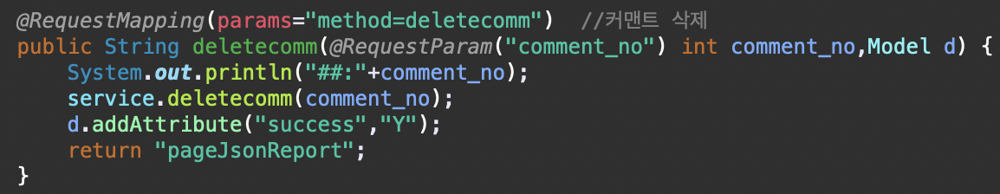 @RequestMapping(params="method=deletecomm")  //커맨트 삭제
public String deletecomm(@RequestParam("comment_no") int comment_no,Model d) {
    System.out.println("##:"+comment_no);
    service.deletecomm(comment_no);
    d.addAttribute("success","Y");
    return "pageJsonReport";
}